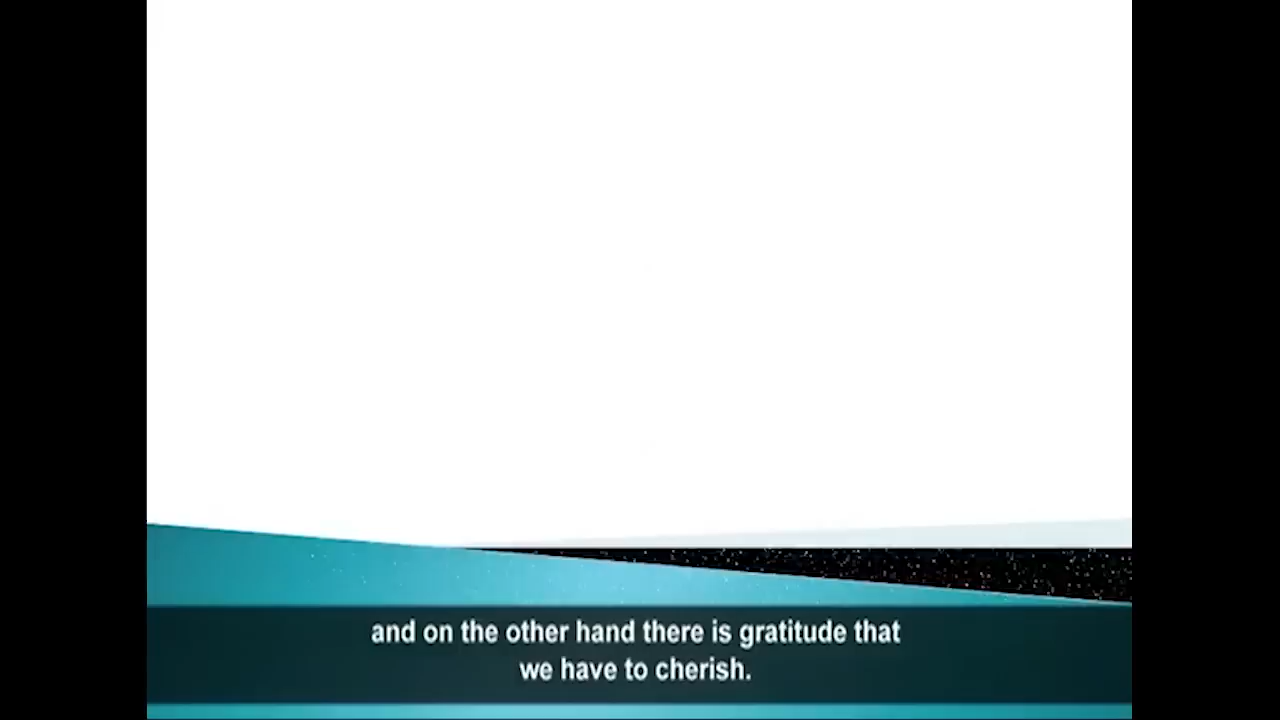 and on the other hand there is gratitude that
we have to cherish.